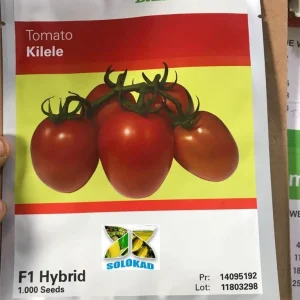 Tomato
Kilele
SOLOKAD
F1 Hybrid
1.000 Seeds
Pr: 14095192
Lot: 11803298